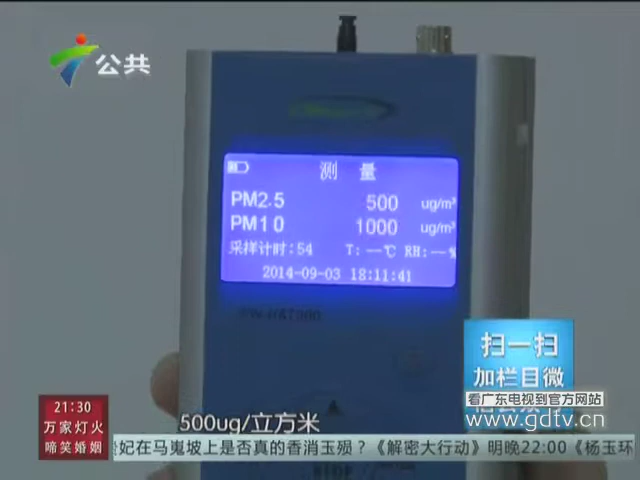 公共
测 量
PM2.5 500 ug/m³
PM10 1000 ug/m³
采样计时:54 T: --℃ RH:--%
2014-09-03 18:11:41
扫一扫
加栏目微
看广东电视到官方网站
www.gdtv.cn
21:30
万家灯火
啼笑婚姻
500ug/立方米
妃在马嵬坡上是否真的香消玉殒?《解密大行动》明晚22:00《杨玉环